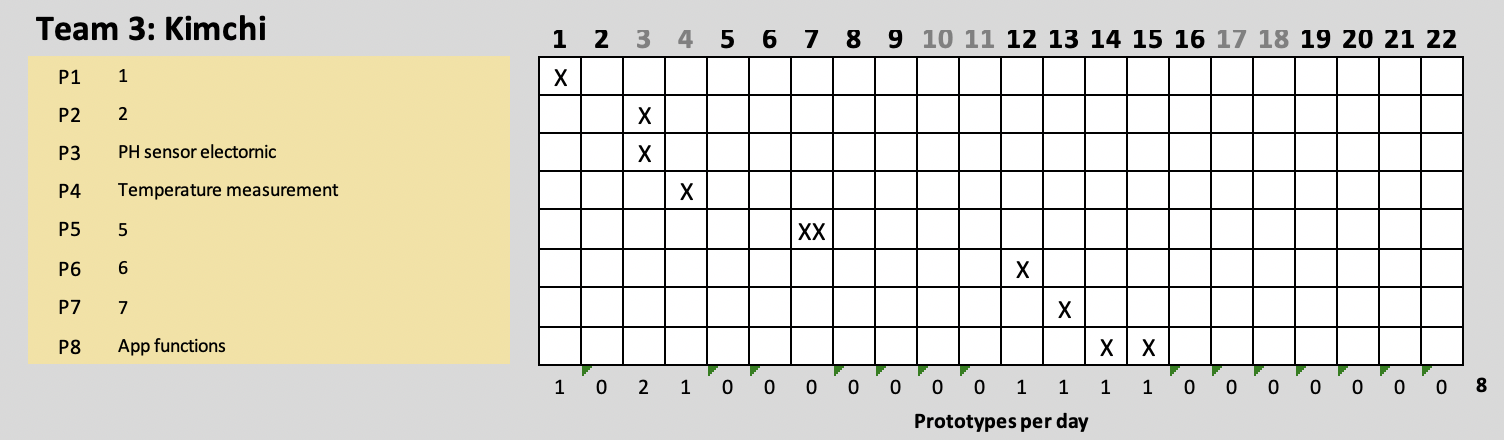 Team 3: Kimchi
1 2 3 4 5 6 7 8 9 10 11 12 13 14 15 16 17 18 19 20 21 22
P1 1 X
P2 2 X
P3 PH sensor electornic X
P4 Temperature measurement X
P5 5 XX
P6 6 X
P7 7 X
P8 App functions X X
1 0 2 1 0 0 0 0 0 0 0 1 1 1 1 0 0 0 0 0 0 0 8
Prototypes per day